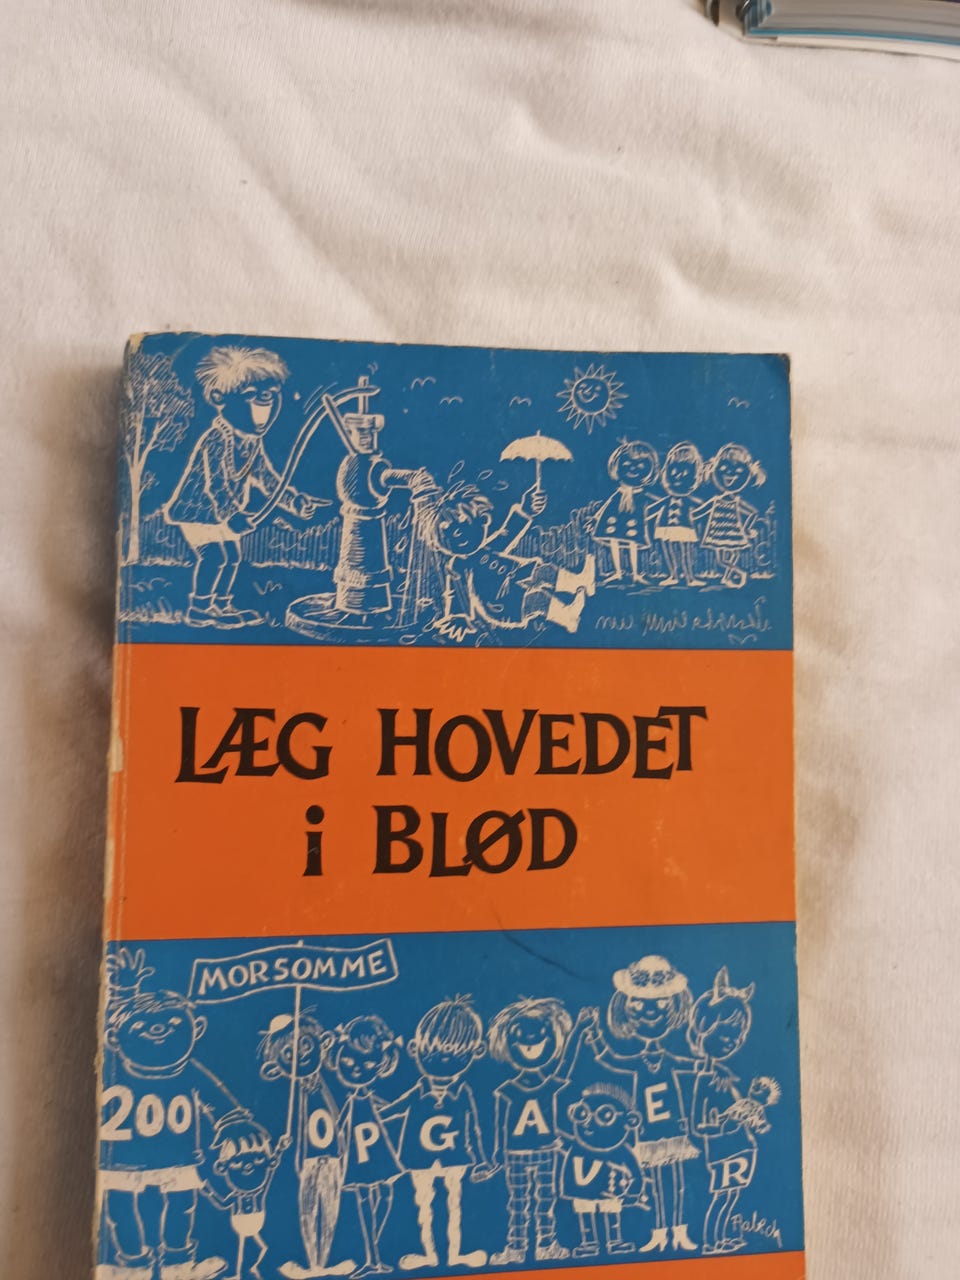 LÆG HOVEDET
i BLØD
MORSOMME
200 OPGAVER